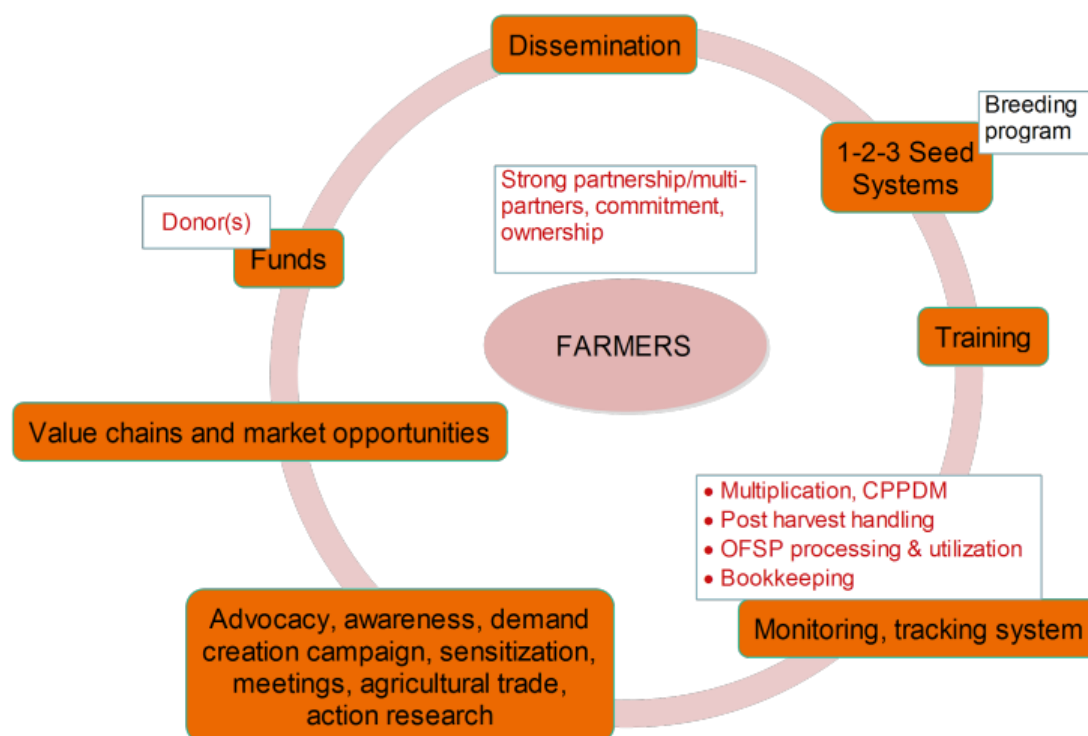 Dissemination
Breeding
program
1-2-3 Seed
Systems
Strong partnership/multi-
partners, commitment,
ownership
Donor(s)
Funds
FARMERS
Training
Value chains and market opportunities
• Multiplication, CPPDM
• Post harvest handling
• OFSP processing & utilization
• Bookkeeping
Monitoring, tracking system
Advocacy, awareness, demand
creation campaign, sensitization,
meetings, agricultural trade,
action research